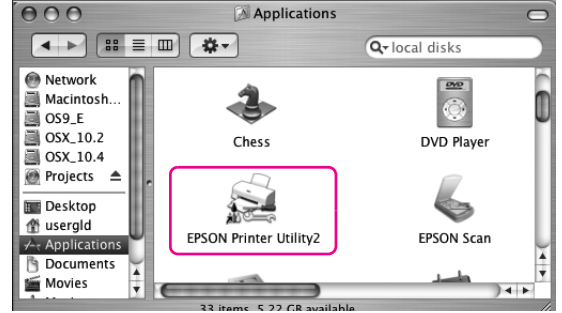 Applications
local disks
Network
Macintosh...
OS9_E
OSX_10.2
OSX_10.4
Projects
Desktop
usergld
Applications
Documents
Movies
Chess
DVD Player
EPSON Printer Utility2
EPSON Scan
33 items, 5.22 GB available